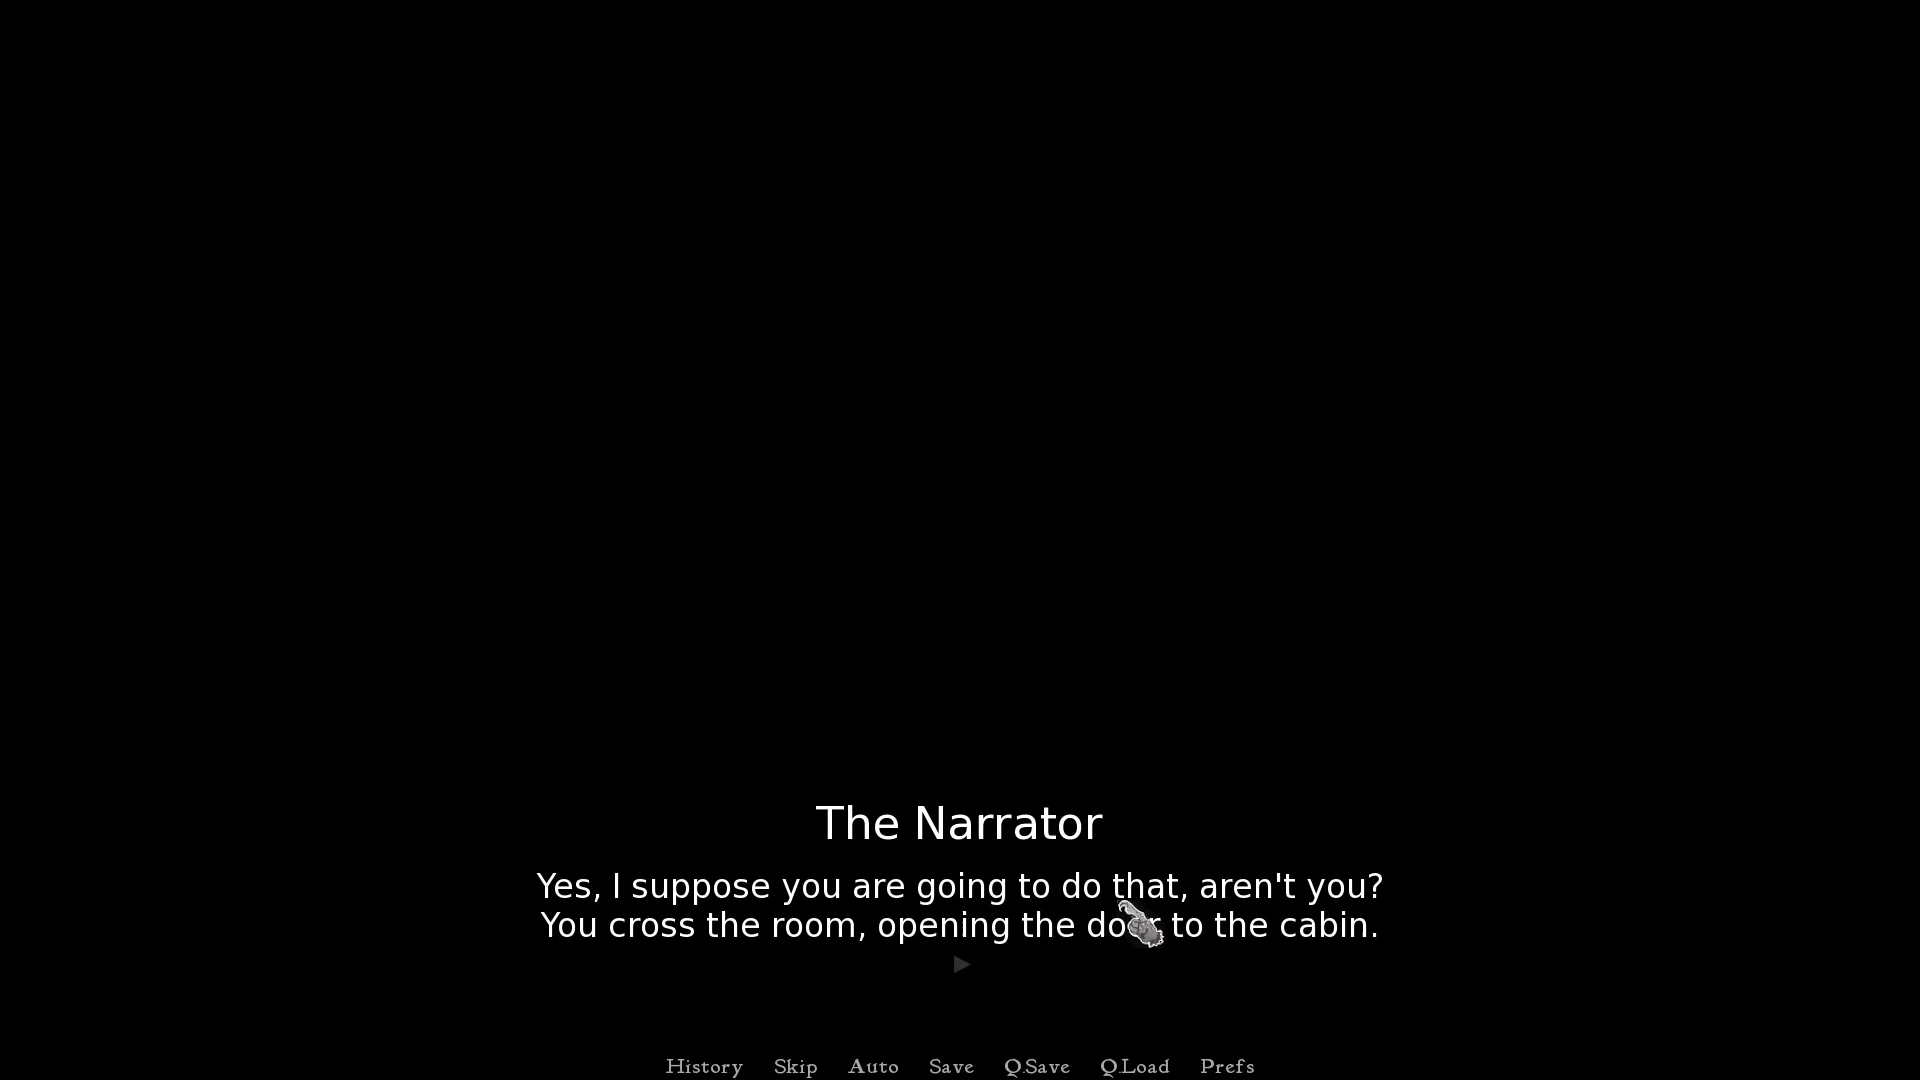 The Narrator
Yes, I suppose you are going to do that, aren't you?
You cross the room, opening the door to the cabin.
History Skip Auto Save Q.Save Q.Load Prefs